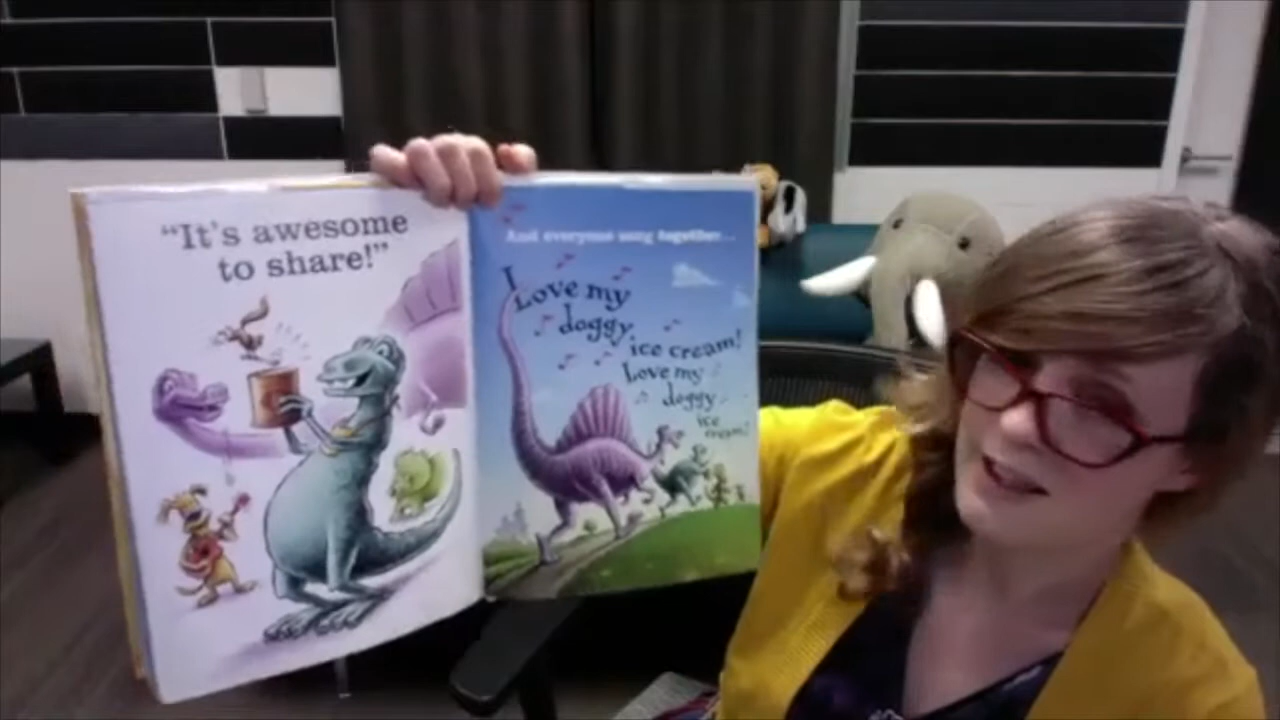 "It's awesome
to share!"
And everyone sang together...
I Love my
doggy
ice cream!
Love my
doggy
ice
cream!